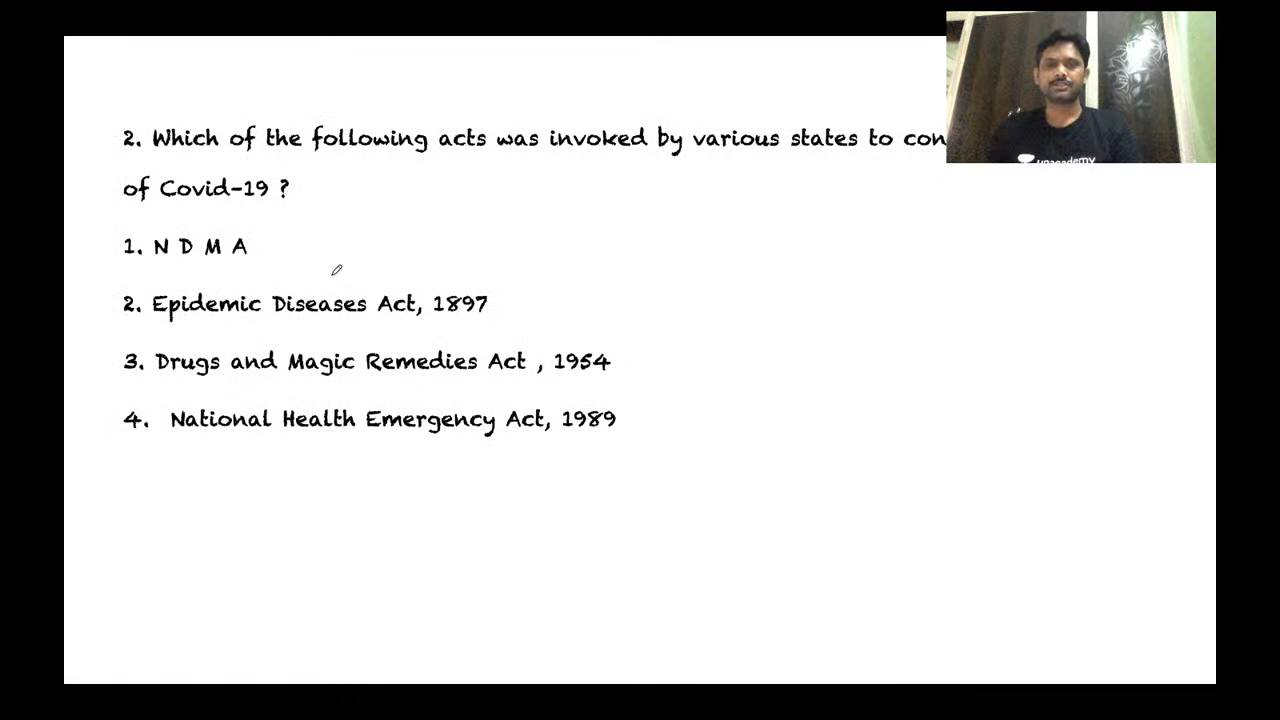 2. Which of the following acts was invoked by various states to con
of Covid-19 ?
1. N D M A
2. Epidemic Diseases Act, 1897
3. Drugs and Magic Remedies Act , 1954
4. National Health Emergency Act, 1989
unacademy